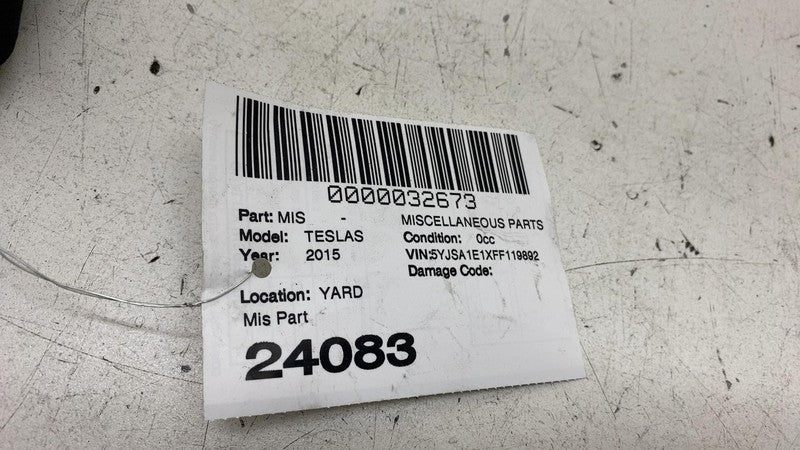 0000032673
Part: MIS - MISCELLANEOUS PARTS
Model: TESLAS Condition: 0cc
Year: 2015 VIN:5YJSA1E1XFF119892
Damage Code:
Location: YARD
Mis Part
24083